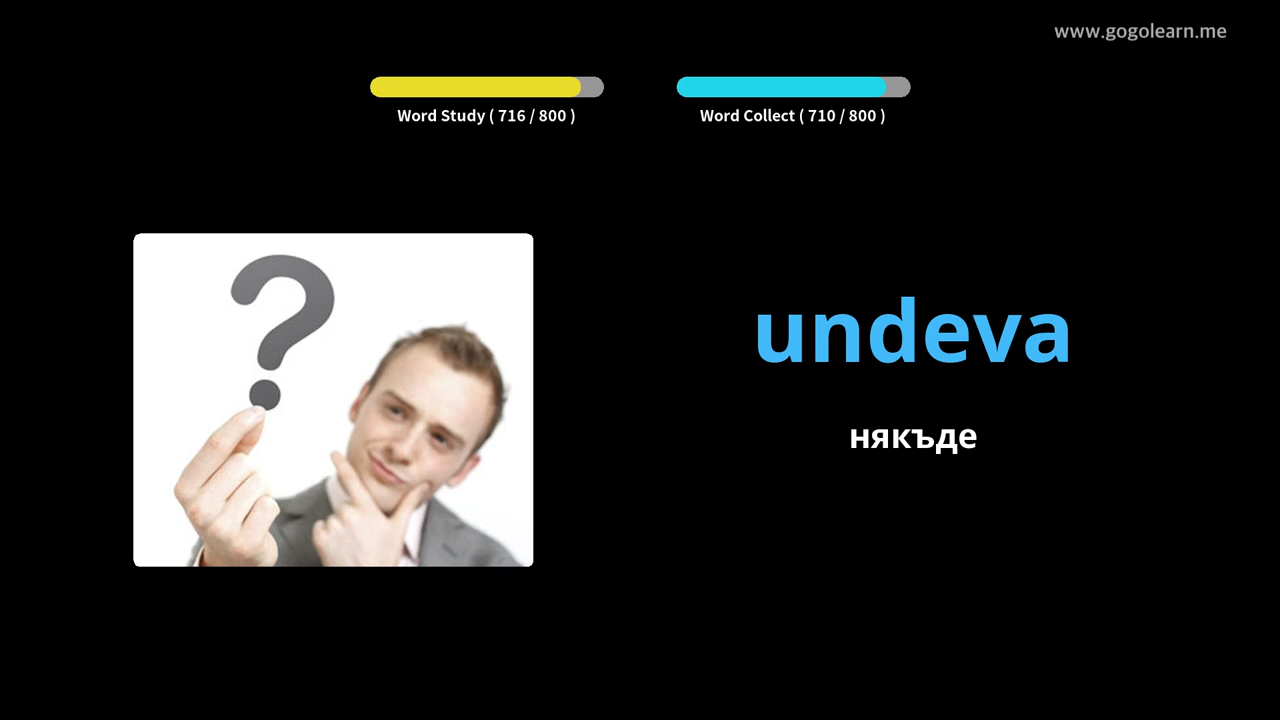 www.gogolearn.me
Word Study ( 716 / 800 )
Word Collect ( 710 / 800 )
?
undeva
някъде